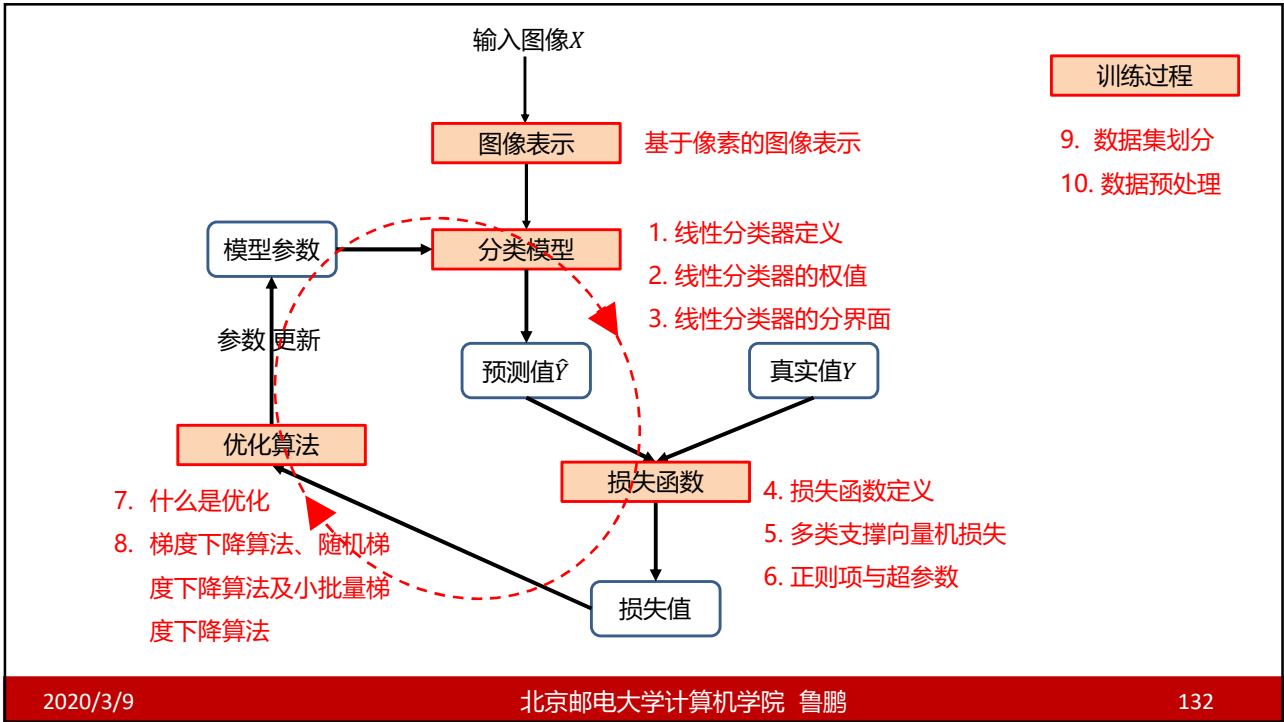 输入图像X
训练过程
图像表示
基于像素的图像表示
9. 数据集划分
10. 数据预处理
模型参数
分类模型
1. 线性分类器定义
2. 线性分类器的权值
3. 线性分类器的分界面
参数 更新
预测值Ŷ
真实值Y
优化算法
损失函数
4. 损失函数定义
5. 多类支撑向量机损失
6. 正则项与超参数
7. 什么是优化
8. 梯度下降算法、随机梯
度下降算法及小批量梯
度下降算法
损失值
2020/3/9
北京邮电大学计算机学院 鲁鹏
132